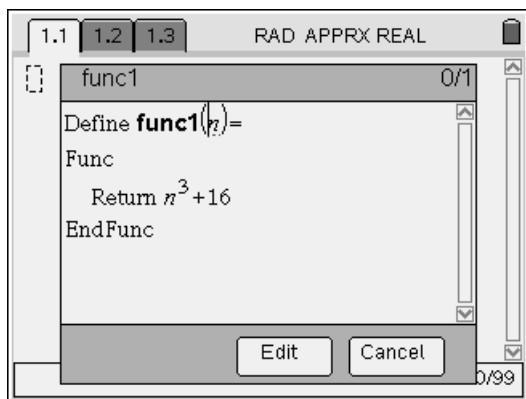 1.1 1.2 1.3 RAD APPRX REAL
func1 0/1
Define func1(n)=
Func
Return n³+16
EndFunc
Edit Cancel
0/99